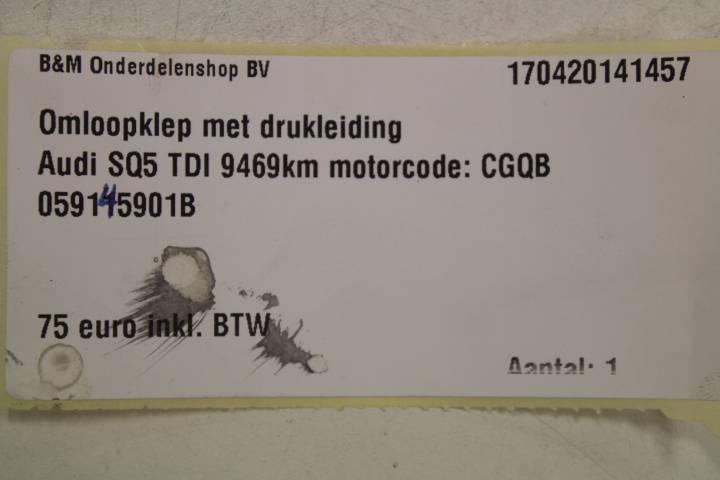 B&M Onderdelenshop BV
170420141457
Omloopklep met drukleiding
Audi SQ5 TDI 9469km motorcode: CGQB
059145901B
75 euro inkl. BTW
Aantal: 1